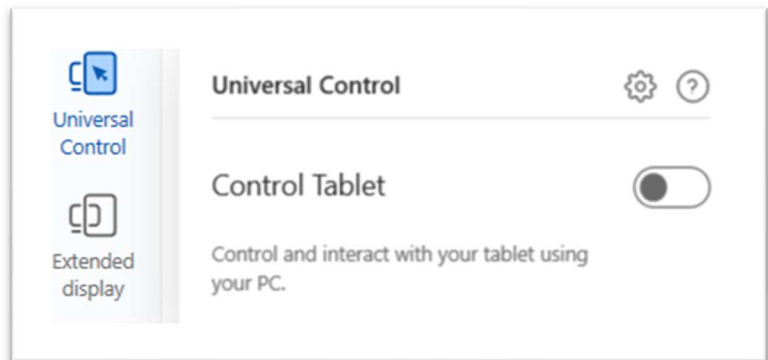 Universal
Control
Extended
display
Universal Control
?
Control Tablet
Control and interact with your tablet using
your PC.